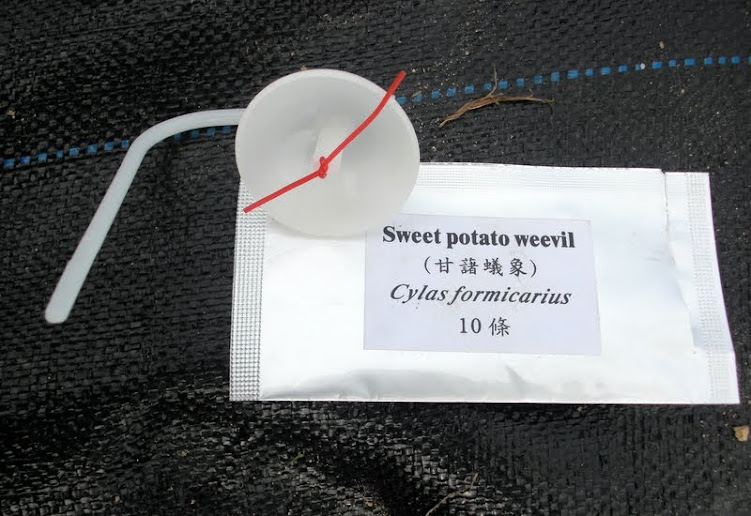 Sweet potato weevil
(甘藷蟻象)
Cylas formicarius
10 條